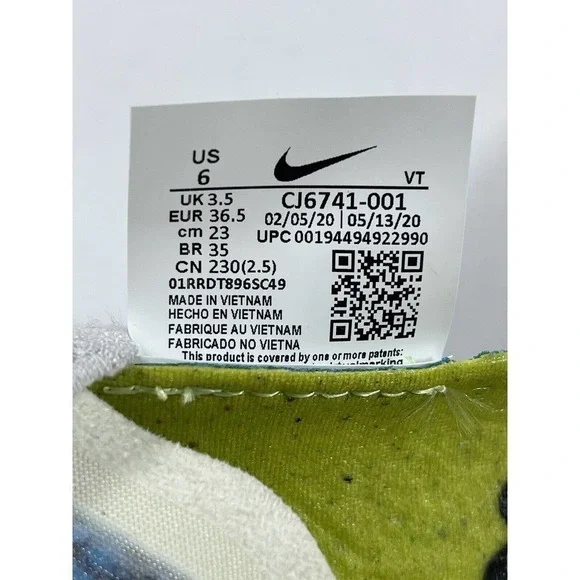 US
6
VT
UK 3.5
EUR 36.5
cm 23
BR 35
CN 230(2.5)
CJ6741-001
02/05/20 | 05/13/20
UPC 00194494922990
01RRDT896SC49
MADE IN VIETNAM
HECHO EN VIETNAM
FABRIQUE AU VIETNAM
FABRICADO NO VIETNA
This product is covered by one or more patents: